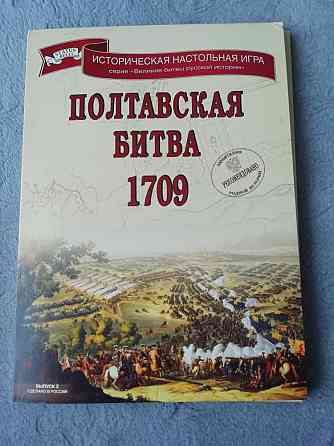 ИСТОРИЧЕСКАЯ НАСТОЛЬНАЯ ИГРА
серия «Великие битвы русской истории»
ПОЛТАВСКАЯ
БИТВА
1709
РЕКОМЕНДОВАНО
ВЫПУСК 2
СДЕЛАНО В РОССИИ